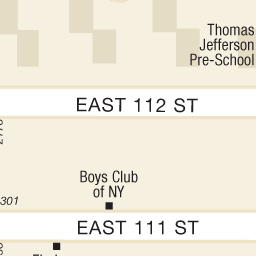 Thomas
Jefferson
Pre-School
EAST 112 ST
Boys Club
of NY
301
EAST 111 ST